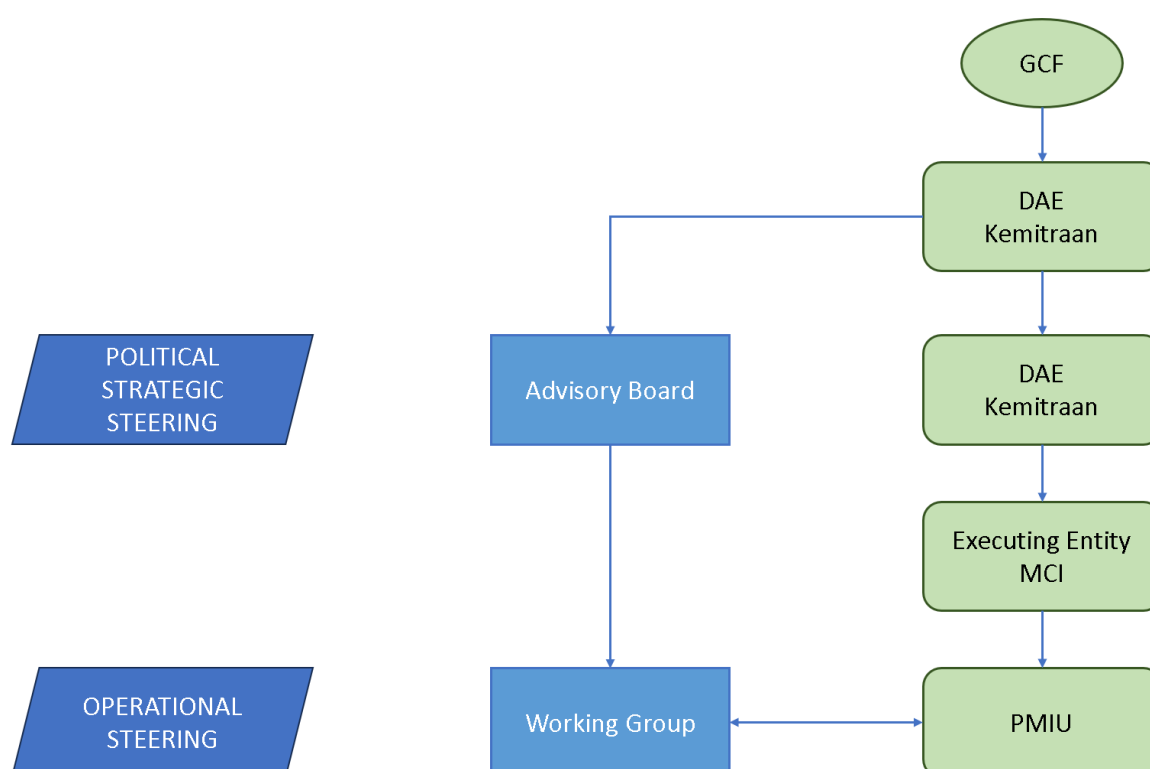 GCF
DAE
Kemitraan
POLITICAL
STRATEGIC
STEERING
Advisory Board
DAE
Kemitraan
Executing Entity
MCI
OPERATIONAL
STEERING
Working Group
PMIU